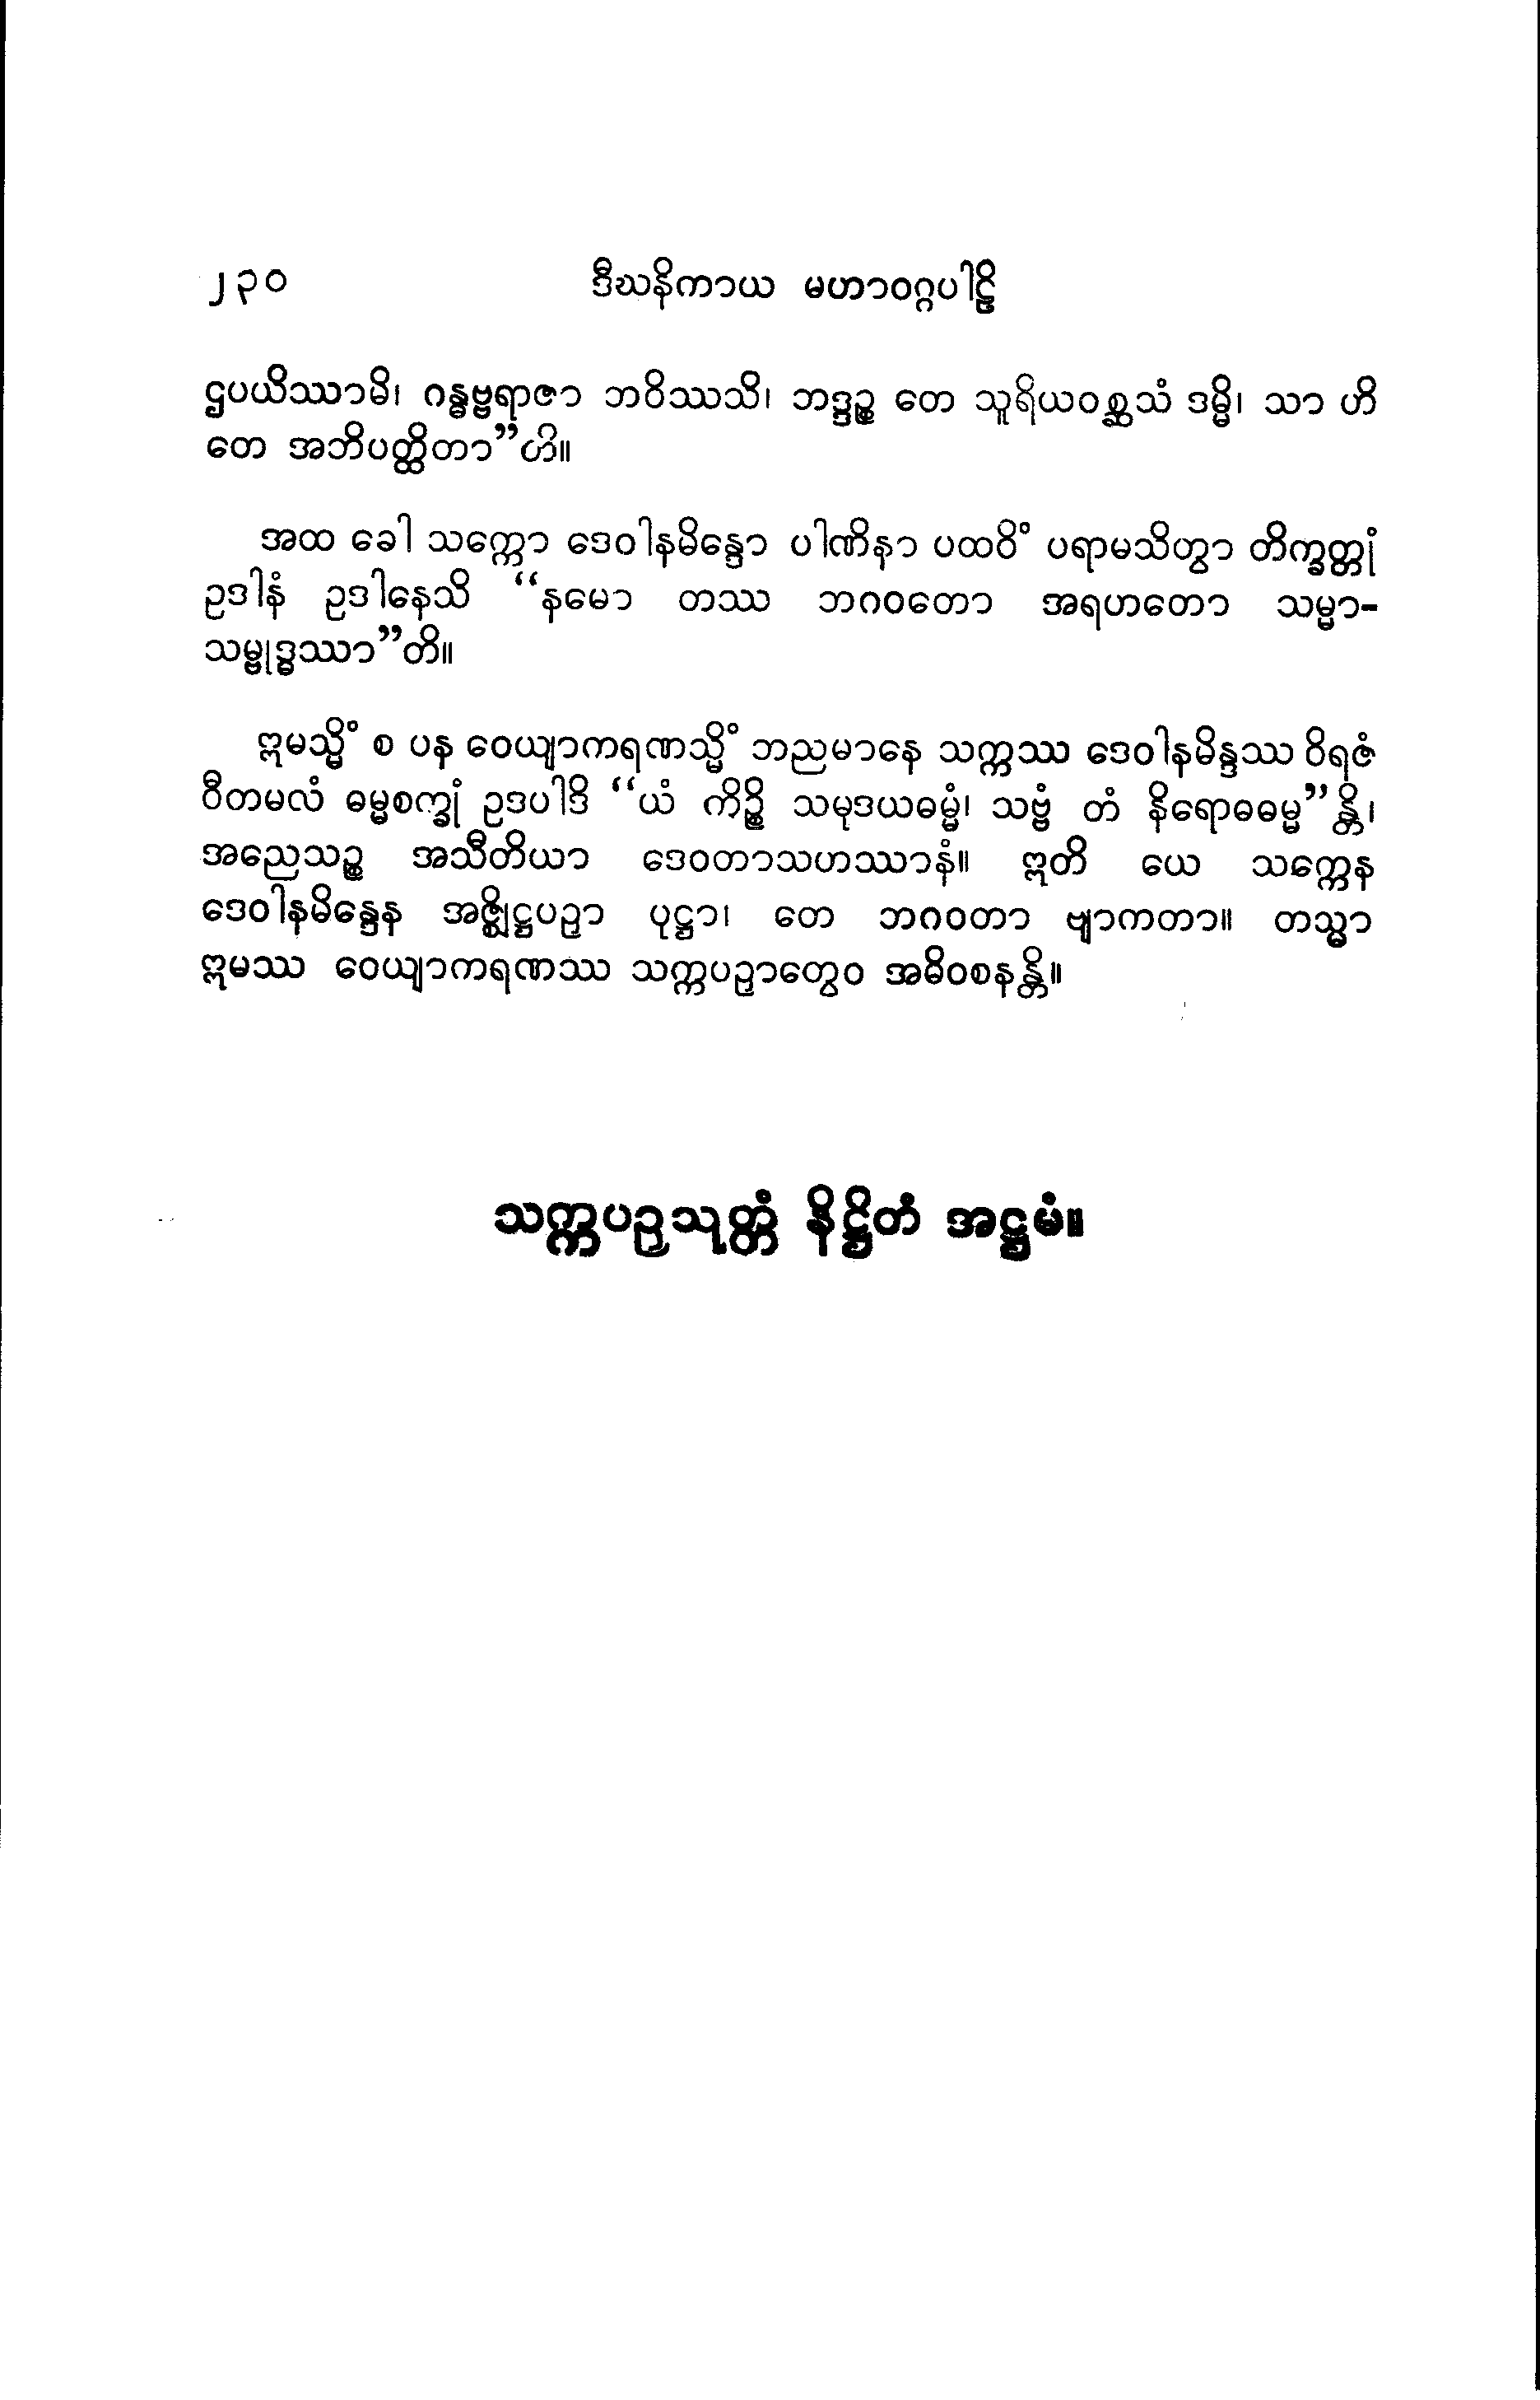 ၂၃၀ ဒီဃနိကာယ မဟာဝဂ္ဂပါဠိ
ဌပယိဿာမိ၊ ဂန္ဓဗ္ဗရာဇာ ဘဝိဿသိ၊ ဘဒ္ဒဉ္စ တေ သူရိယဝစ္ဆသံ ဒမ္မိ၊ သာ ဟိ
တေ အဘိပတ္ထိတာ”တိ။
အထ ခေါ သက္ကော ဒေဝါနမိန္ဒော ပါဏိနာ ပထဝိံ ပရာမသိတွာ တိက္ခတ္တုံ
ဥဒါနံ ဥဒါနေသိ “နမော တဿ ဘဂဝတော အရဟတော သမ္မာ-
သမ္ဗုဒ္ဓဿာ”တိ။
ဣမသ္မိံ စ ပန ဝေယျာကရဏသ္မိံ ဘညမာနေ သက္ကဿ ဒေဝါနမိန္ဒဿ ဝိရဇံ
ဝီတမလံ ဓမ္မစက္ခုံ ဥဒပါဒိ “ယံ ကိဉ္စိ သမုဒယဓမ္မံ၊ သဗ္ဗံ တံ နိရောဓဓမ္မ”န္တိ၊
အညေသဉ္စ အသီတိယာ ဒေဝတာသဟဿာနံ။ ဣတိ ယေ သက္ကေန
ဒေဝါနမိန္ဒေန အဇ္ဈိဋ္ဌပဉှာ ပုဋ္ဌာ၊ တေ ဘဂဝတာ ဗျာကတာ။ တသ္မာ
ဣမဿ ဝေယျာကရဏဿ သက္ကပဉှာတွေဝ အဓိဝစနန္တိ။
သက္ကပဉှသုတ္တံ နိဋ္ဌိတံ အဋ္ဌမံ။